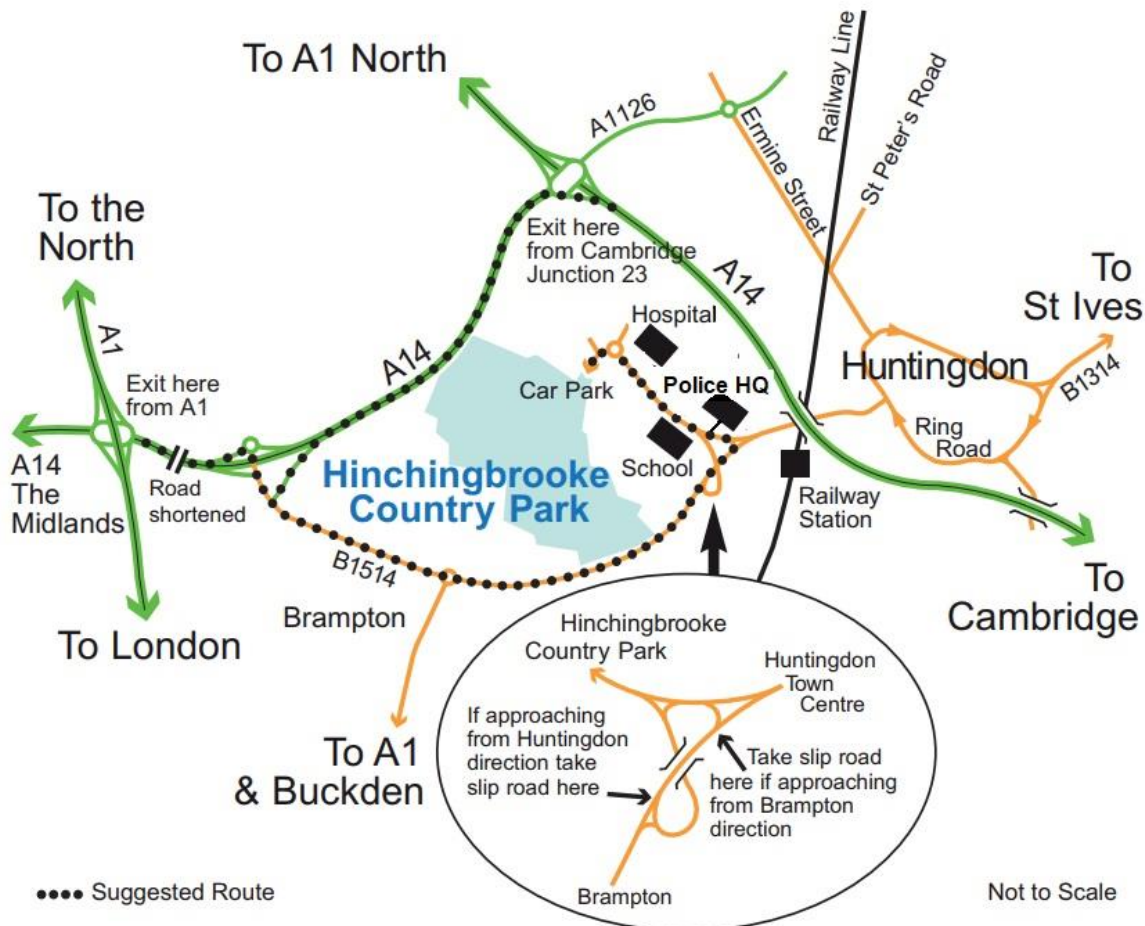 To A1 North
A1126
Ermine Street
Railway Line
St Peter's Road
To the
North
A1
Exit here
from A1
A14
The
Midlands
Road
shortened
To London
A14
Exit here
from Cambridge
Junction 23
A14
Hospital
Car Park
Police HQ
School
Hinchingbrooke
Country Park
Huntingdon
Ring
Road
To
St Ives
B1314
Railway
Station
To
Cambridge
B1514
Brampton
To A1
& Buckden
Hinchingbrooke
Country Park
Huntingdon
Town
Centre
If approaching
from Huntingdon
direction take
slip road here
Take slip road
here if approaching
from Brampton
direction
Brampton
Suggested Route
Not to Scale